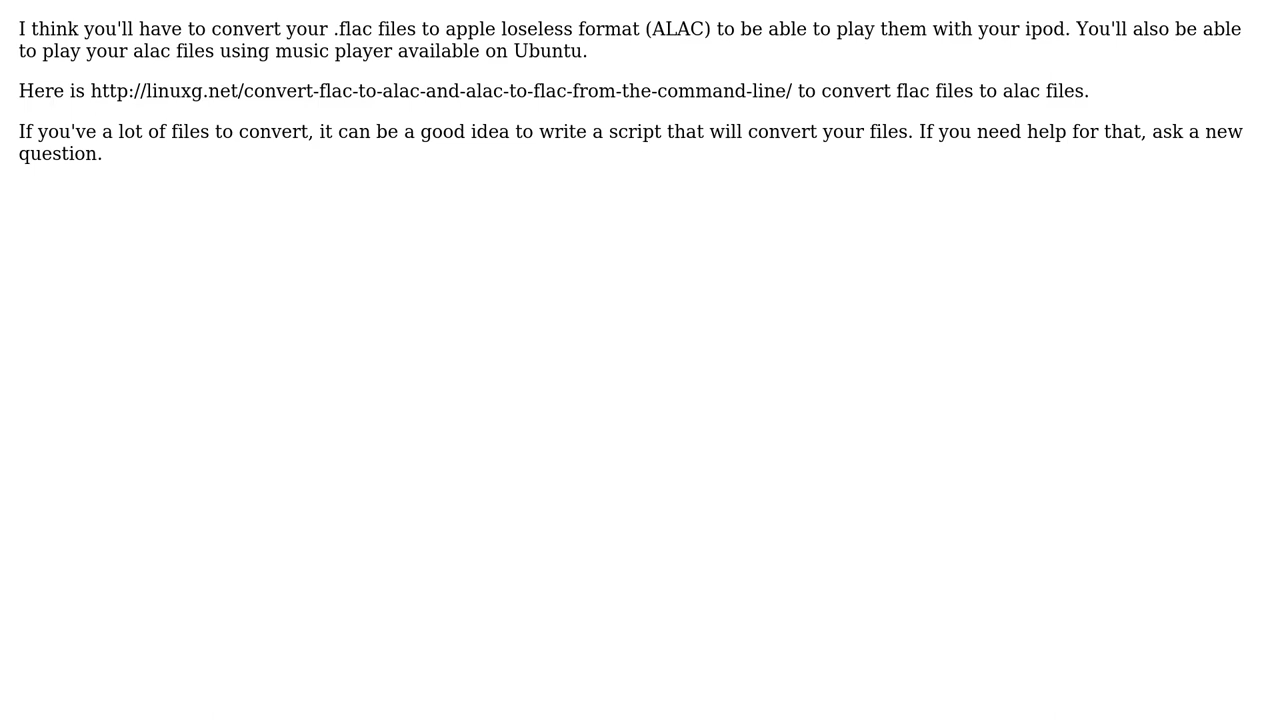 I think you'll have to convert your .flac files to apple loseless format (ALAC) to be able to play them with your ipod. You'll also be able
to play your alac files using music player available on Ubuntu.
Here is http://linuxg.net/convert-flac-to-alac-and-alac-to-flac-from-the-command-line/ to convert flac files to alac files.
If you've a lot of files to convert, it can be a good idea to write a script that will convert your files. If you need help for that, ask a new
question.